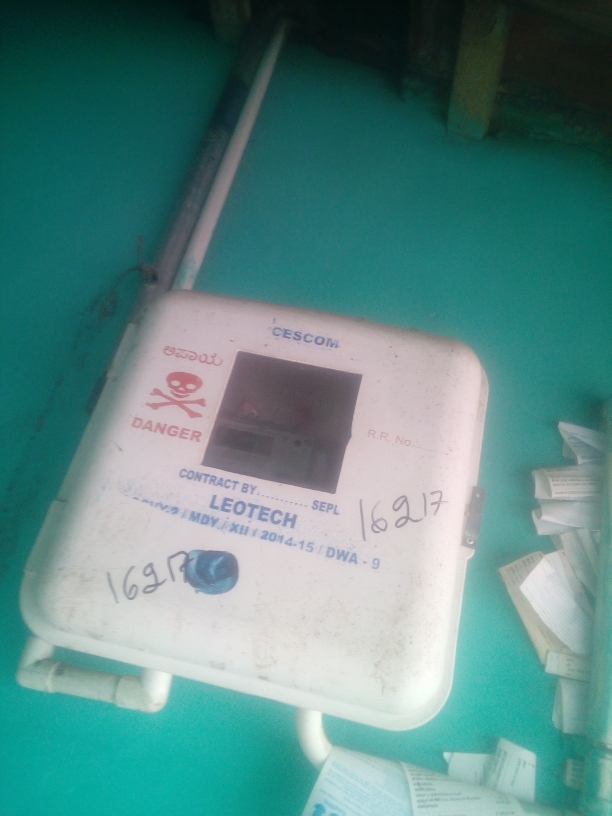 CESCOM
ಅಪಾಯ
DANGER
R.R. No.......
CONTRACT BY............ SEPL
LEOTECH
MDY / XII / 2014-15 / DWA - 9
16217
16217